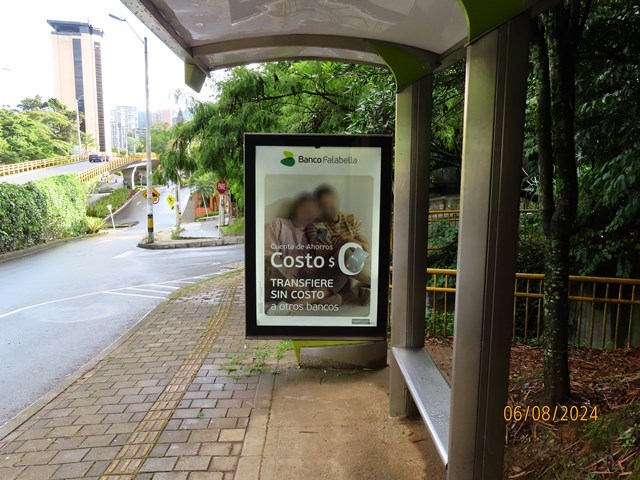 Banco Falabella
Cuenta de Ahorros
Costo $0
TRANSFIERE
SIN COSTO
a otros bancos
06/08/2024